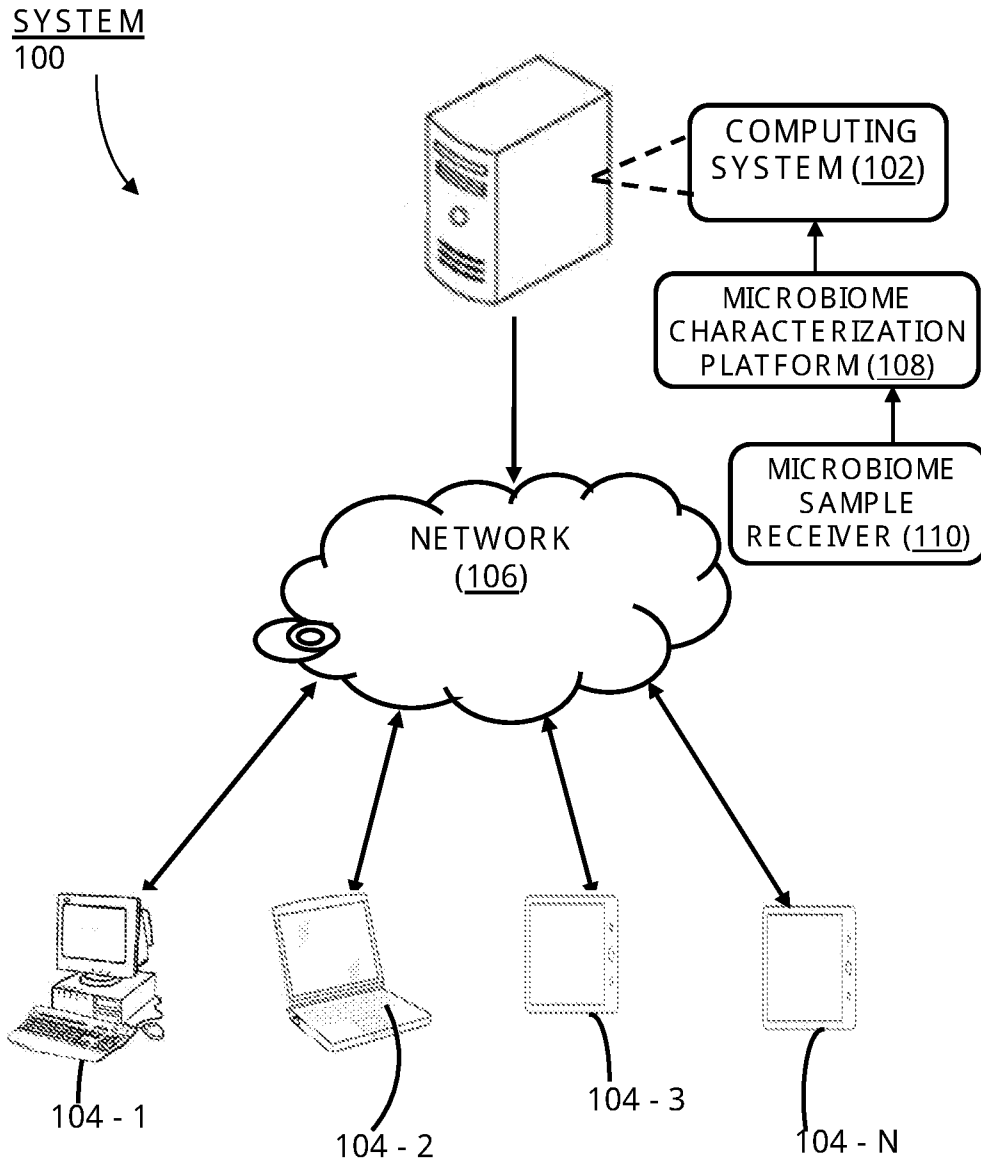 SYSTEM
100
COMPUTING
SYSTEM (102)
MICROBIOME
CHARACTERIZATION
PLATFORM (108)
MICROBIOME
SAMPLE
RECEIVER (110)
NETWORK
(106)
104 - 1
104 - 2
104 - 3
104 - N